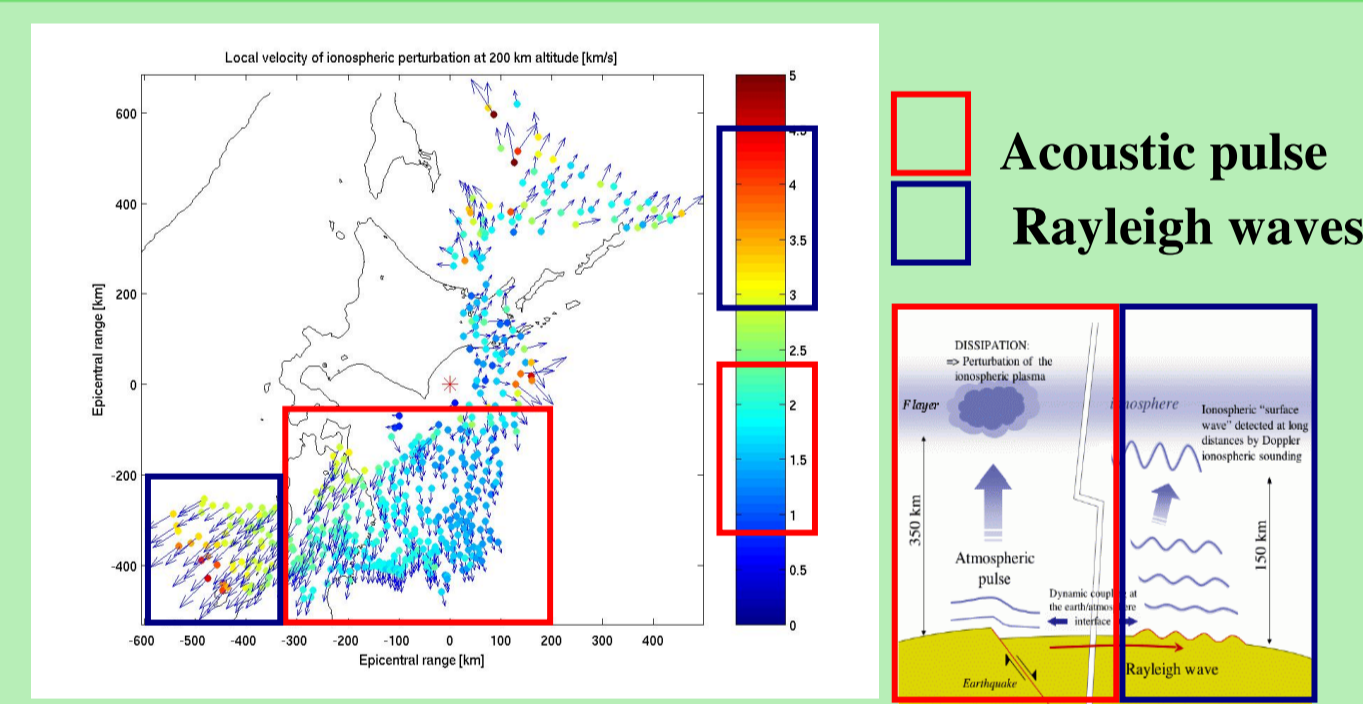 Local velocity of ionospheric perturbation at 200 km altitude [km/s]
600
400
200
0
-200
-400
Epicentral range [km]
-600
-500
-400
-300
-200
-100
0
100
200
300
400
Epicentral range [km]
5
4.5
4
3.5
3
2.5
2
1.5
1
0.5
0
Acoustic pulse
Rayleigh waves
DISSIPATION:
=> Perturbation of the
ionospheric plasma
F layer
ionosphere
Ionospheric “surface
wave” detected at long
distances by Doppler
ionospheric sounding
350 km
150 km
Atmospheric
pulse
Dynamic coupl at
the earth/atmos ere
interface
Rayleigh wave
Earthquake